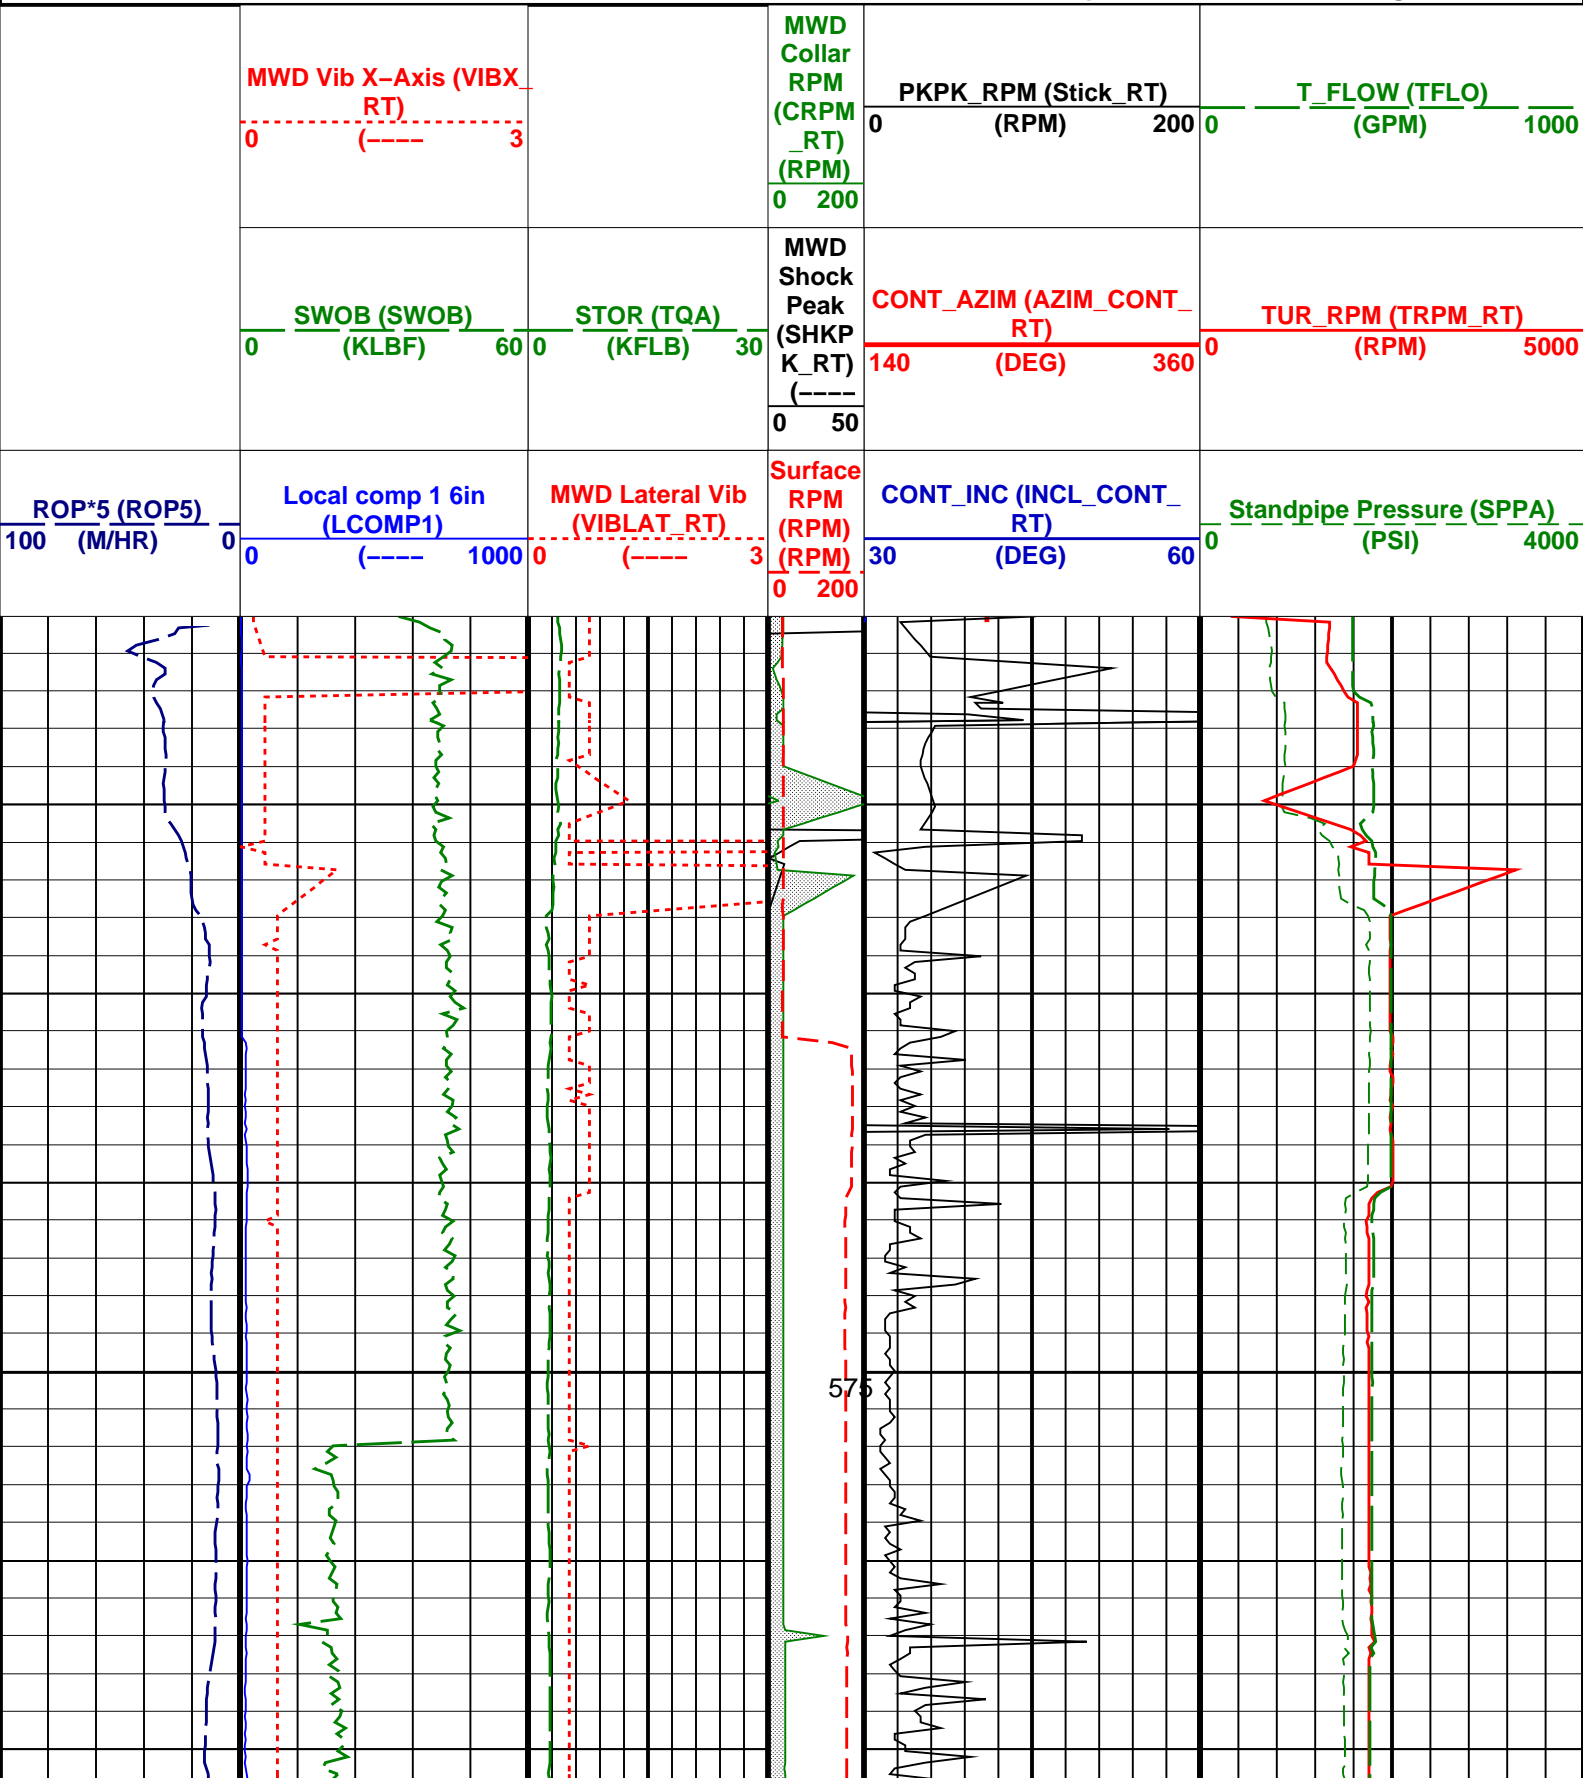 MWD Vib X–Axis (VIBX_
RT)
0 (–––– 3
MWD
Collar
RPM
(CRPM
_RT)
(RPM)
0 200
PKPK_RPM (Stick_RT)
0 (RPM) 200
T_FLOW (TFLO)
0 (GPM) 1000
SWOB (SWOB)
0 (KLBF) 60
STOR (TQA)
0 (KFLB) 30
MWD
Shock
Peak
(SHKP
K_RT)
(––––
0 50
CONT_AZIM (AZIM_CONT_
RT)
140 (DEG) 360
TUR_RPM (TRPM_RT)
0 (RPM) 5000
ROP*5 (ROP5)
100 (M/HR) 0
Local comp 1 6in
(LCOMP1)
0 (–––– 1000
MWD Lateral Vib
(VIBLAT_RT)
0 (–––– 3
Surface
RPM
(RPM)
(RPM)
0 200
CONT_INC (INCL_CONT_
RT)
30 (DEG) 60
Standpipe Pressure (SPPA)
0 (PSI) 4000
575